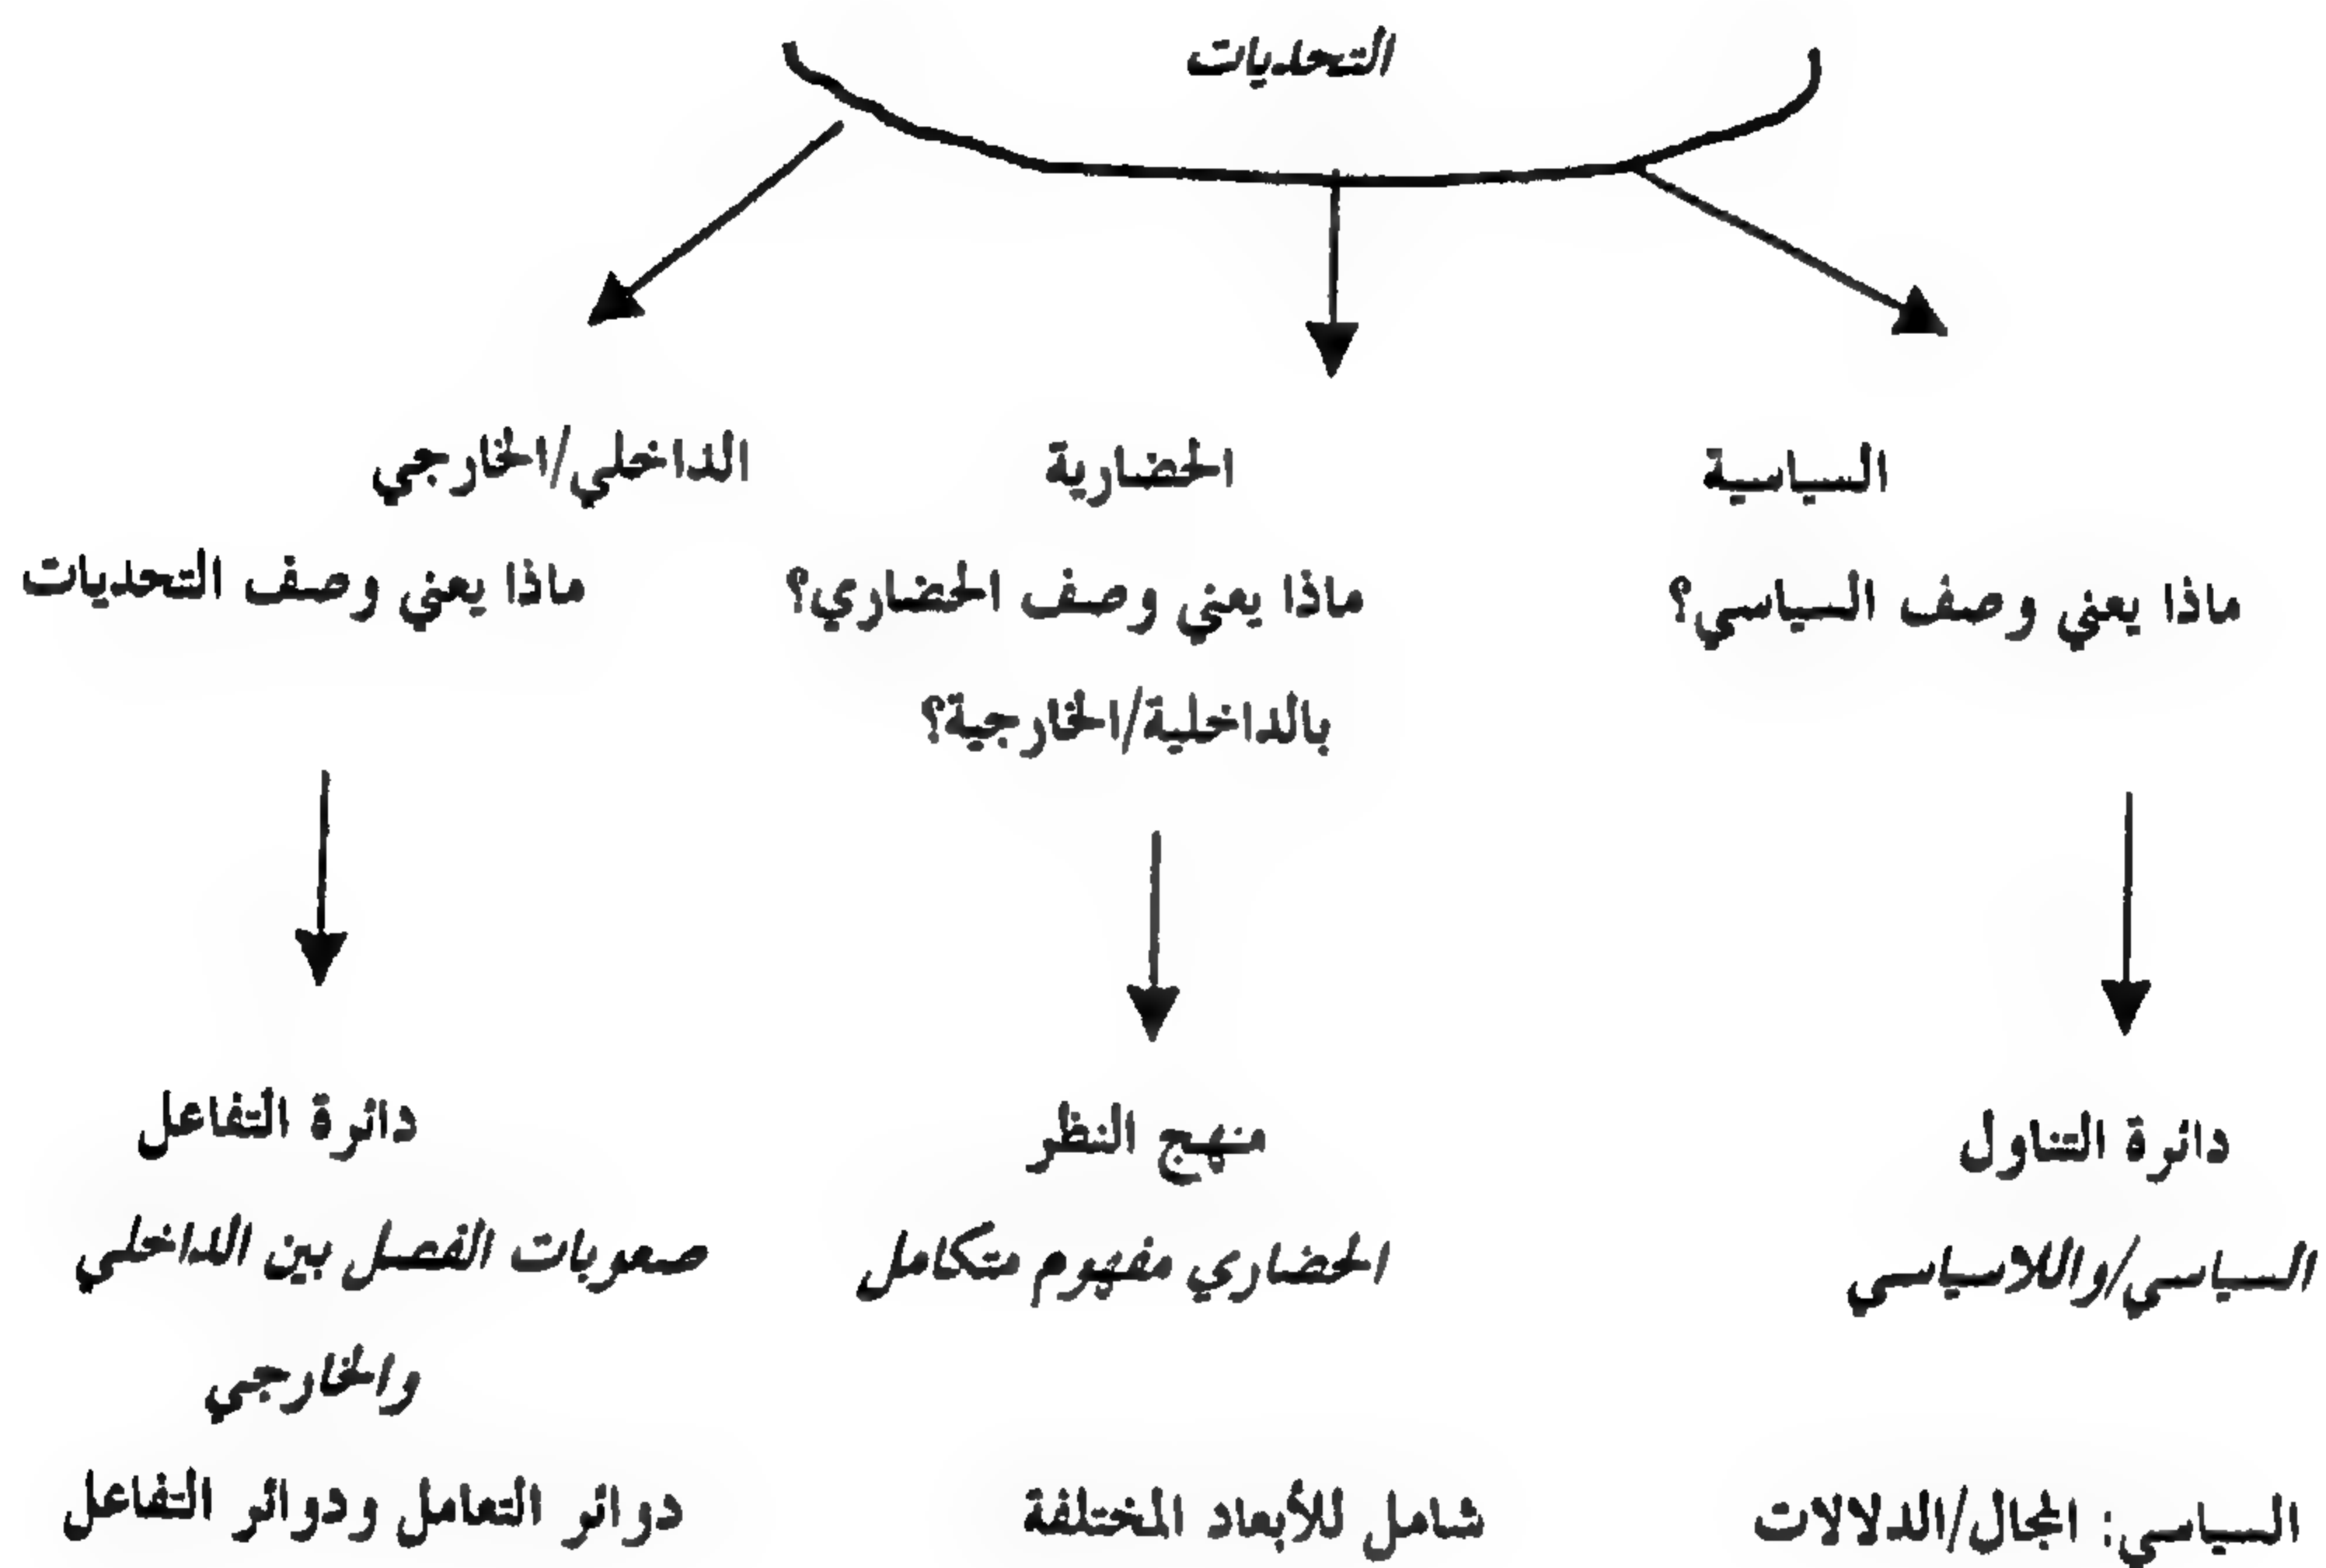 التحديات
السياسية
الحضارية
الداخلي/الخارجي
ماذا يعني وصف السياسي؟
ماذا يعني وصف الحضاري؟
ماذا يعني وصف التحديات
بالداخلية/الخارجية؟
دائرة التناول
منهج النظر
دائرة التفاعل
السياسي/واللاسياسي
الحضاري مفهوم متكامل
صعوبات الفصل بين الداخلي
والخارجي
السياسي: المجال/الدلالات
شامل للأبعاد المختلفة
دوائر التعامل ودوائر التفاعل